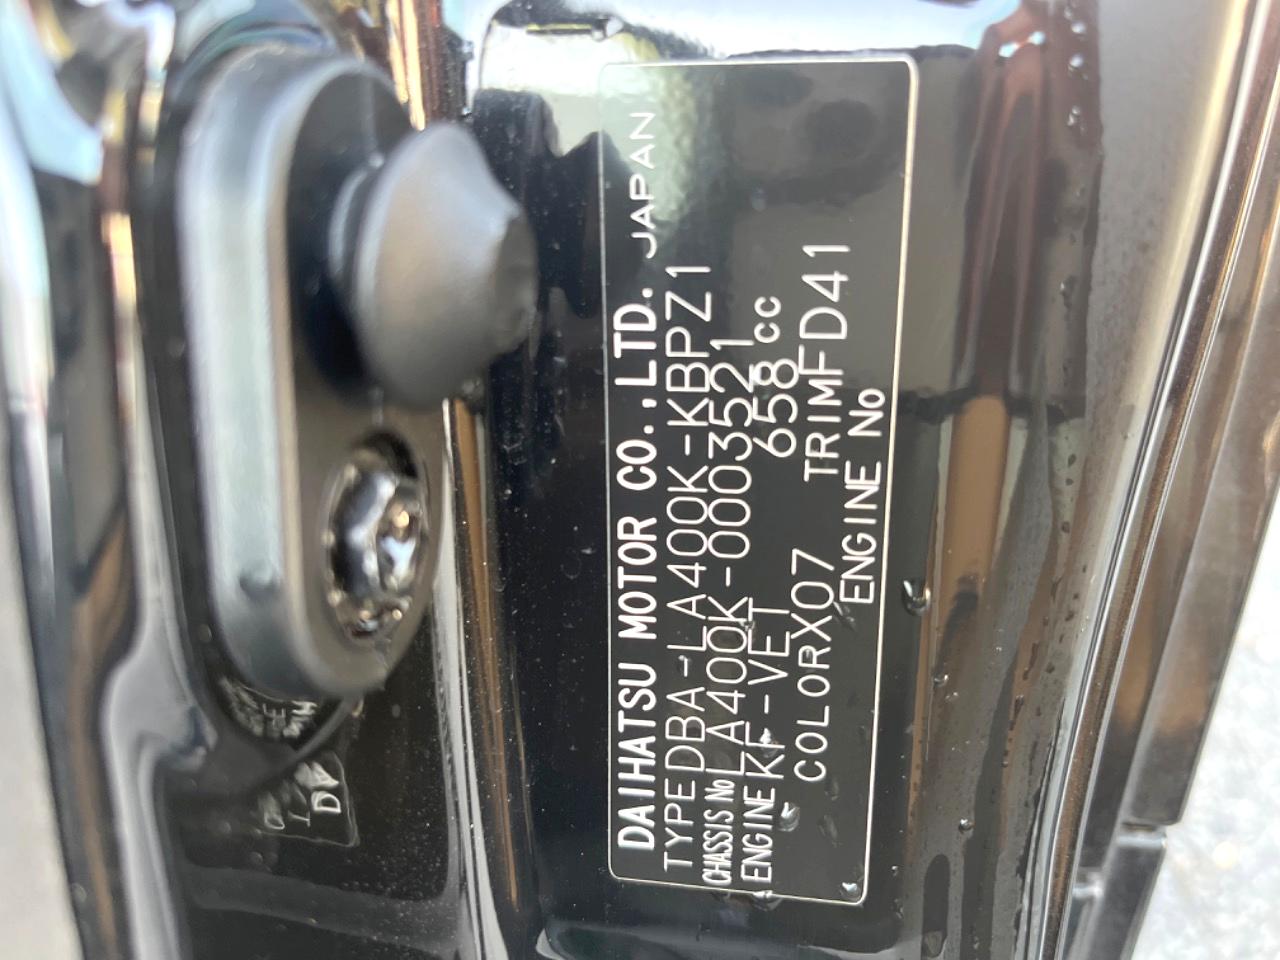 DAIHATSU MOTOR CO.,LTD. JAPAN
TYPE DBA-LA400K-KBPZ1
CHASSIS No LA400K-0003521
ENGINE KF-VET 658cc
COLOR X07 TRIM FD41
ENGINE No